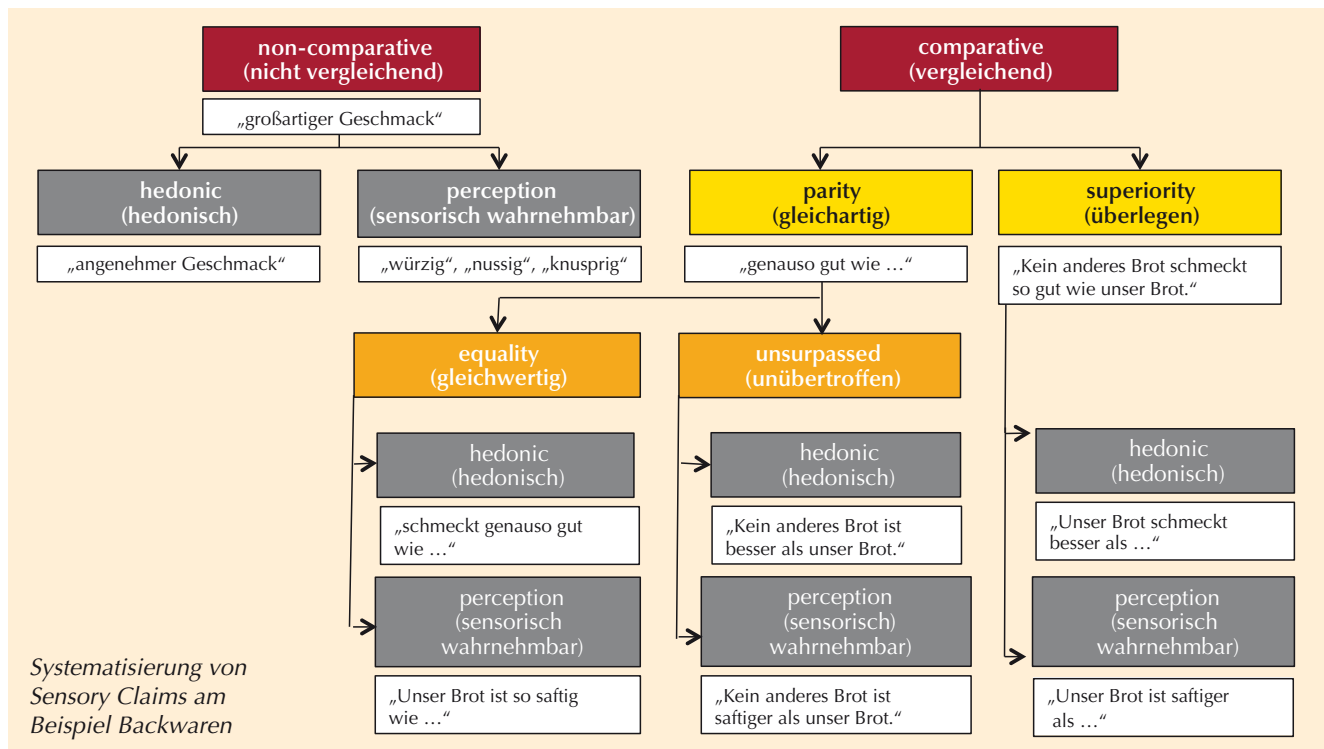 non-comparative
(nicht vergleichend)
comparative
(vergleichend)
„großartiger Geschmack“
hedonic
(hedonisch)
perception
(sensorisch wahrnehmbar)
parity
(gleichartig)
superiority
(überlegen)
„angenehmer Geschmack“
„würzig“, „nussig“, „knusprig“
„genauso gut wie …“
„Kein anderes Brot schmeckt
so gut wie unser Brot.“
equality
(gleichwertig)
unsurpassed
(unübertroffen)
hedonic
(hedonisch)
hedonic
(hedonisch)
hedonic
(hedonisch)
„schmeckt genauso gut
wie …“
„Kein anderes Brot ist
besser als unser Brot.“
„Unser Brot schmeckt
besser als …“
perception
(sensorisch
wahrnehmbar)
perception
(sensorisch)
wahrnehmbar)
perception
(sensorisch
wahrnehmbar)
„Unser Brot ist so saftig
wie …“
„Kein anderes Brot ist
saftiger als unser Brot.“
„Unser Brot ist saftiger
als …“
Systematisierung von
Sensory Claims am
Beispiel Backwaren